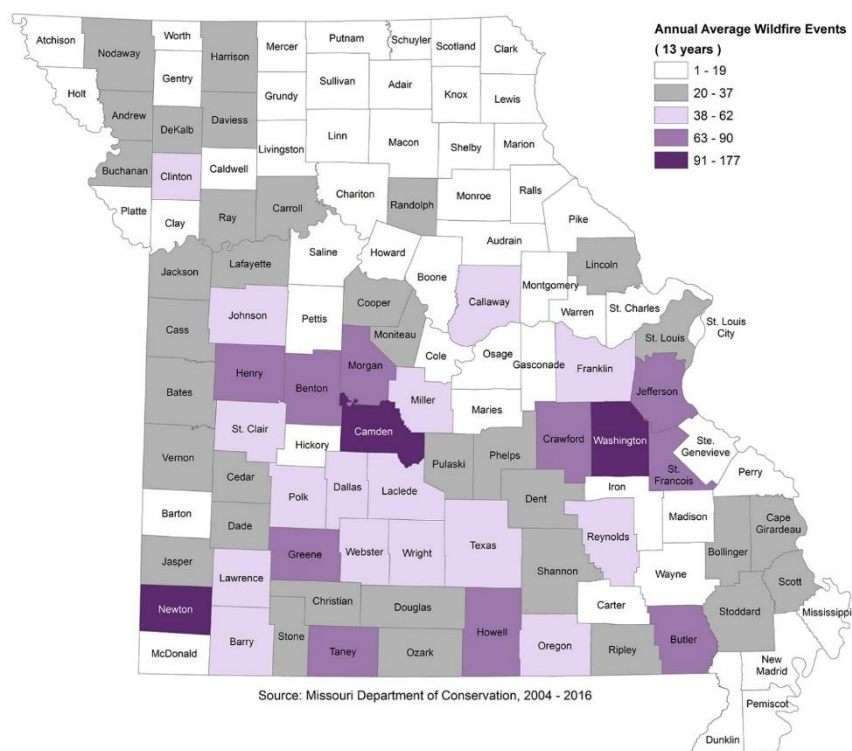 Annual Average Wildfire Events
( 13 years )
1 - 19
20 - 37
38 - 62
63 - 90
91 - 177
Atchison
Nodaway
Worth
Harrison
Mercer
Putnam
Schuyler
Scotland
Clark
Holt
Gentry
Sullivan
Adair
Knox
Lewis
Grundy
Andrew
DeKalb
Daviess
Linn
Macon
Shelby
Marion
Livingston
Buchanan
Clinton
Caldwell
Chariton
Randolph
Monroe
Ralls
Pike
Platte
Clay
Ray
Carroll
Audrain
Saline
Howard
Boone
Jackson
Lafayette
Callaway
Montgomery
Lincoln
Warren
St. Charles
Cooper
Johnson
Pettis
Moniteau
Cass
St. Louis
St. Louis
City
Cole
Osage
Gasconade
Franklin
Henry
Benton
Morgan
Miller
Jefferson
Bates
Maries
St. Clair
Camden
Crawford
Washington
Ste.
Genevieve
Hickory
Pulaski
Phelps
St.
Francois
Perry
Vernon
Cedar
Polk
Dallas
Laclede
Dent
Iron
Madison
Cape
Girardeau
Barton
Dade
Reynolds
Bollinger
Jasper
Greene
Webster
Wright
Texas
Shannon
Wayne
Scott
Lawrence
Christian
Douglas
Carter
Stoddard
Mississippi
Newton
Barry
Stone
Taney
Ozark
Howell
Oregon
Ripley
Butler
McDonald
New
Madrid
Pemiscot
Dunklin
Source: Missouri Department of Conservation, 2004 - 2016